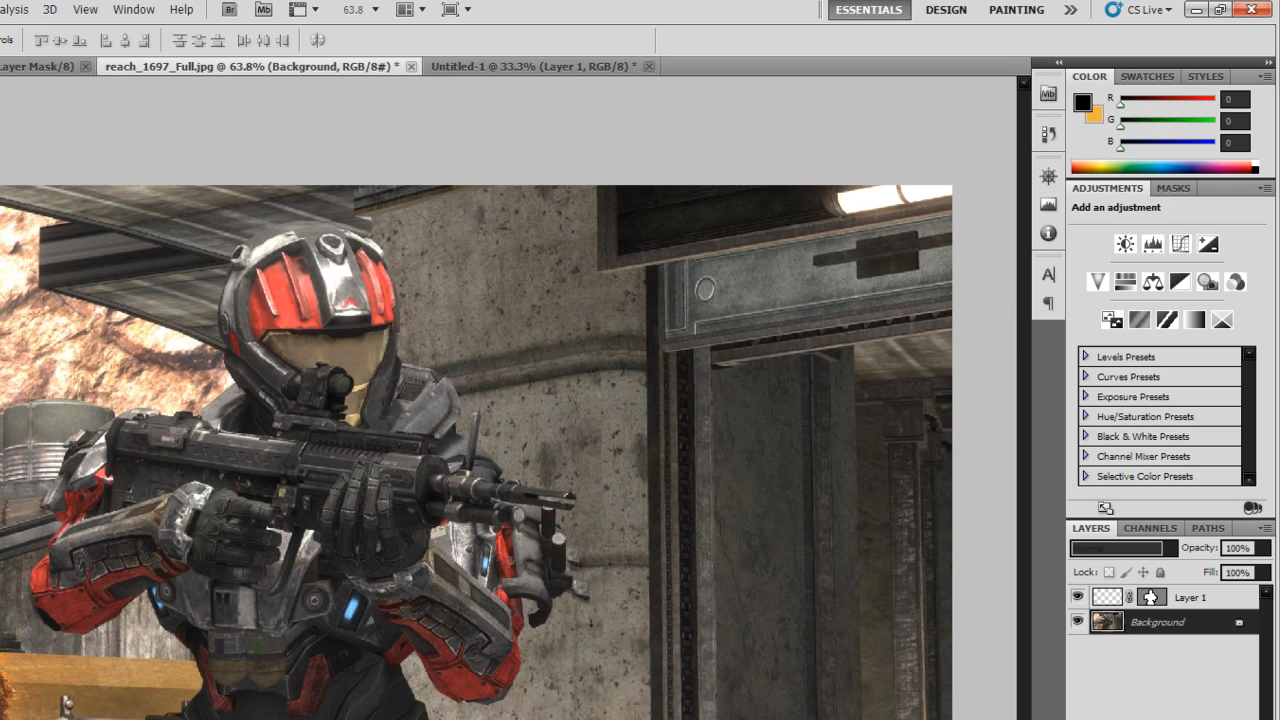 alysis 3D View Window Help Br Mb 63.8 ESSENTIALS DESIGN PAINTING CS Live
ols
Layer Mask/8) reach_1697_Full.jpg @ 63.8% (Background, RGB/8#) * Untitled-1 @ 33.3% (Layer 1, RGB/8) *
COLOR SWATCHES STYLES
Mb
R 0
G 0
B 0
ADJUSTMENTS MASKS
Add an adjustment
A
Levels Presets
Curves Presets
Exposure Presets
Hue/Saturation Presets
Black & White Presets
Channel Mixer Presets
Selective Color Presets
LAYERS CHANNELS PATHS
Normal Opacity: 100%
Lock: Fill: 100%
Layer 1
Background